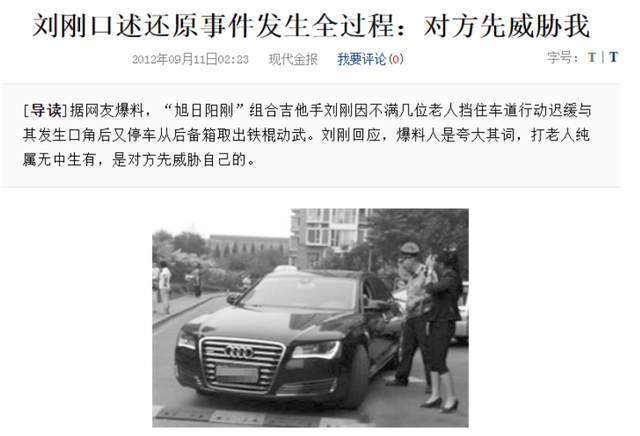 刘刚口述还原事件发生全过程：对方先威胁我
2012年09月11日02:23 现代金报 我要评论(0) 字号：T | T
[导读]据网友爆料，“旭日阳刚”组合吉他手刘刚因不满几位老人挡住车道行动迟缓与
其发生口角后又停车从后备箱取出铁棍动武。刘刚回应，爆料人是夸大其词，打老人纯
属无中生有，是对方先威胁自己的。